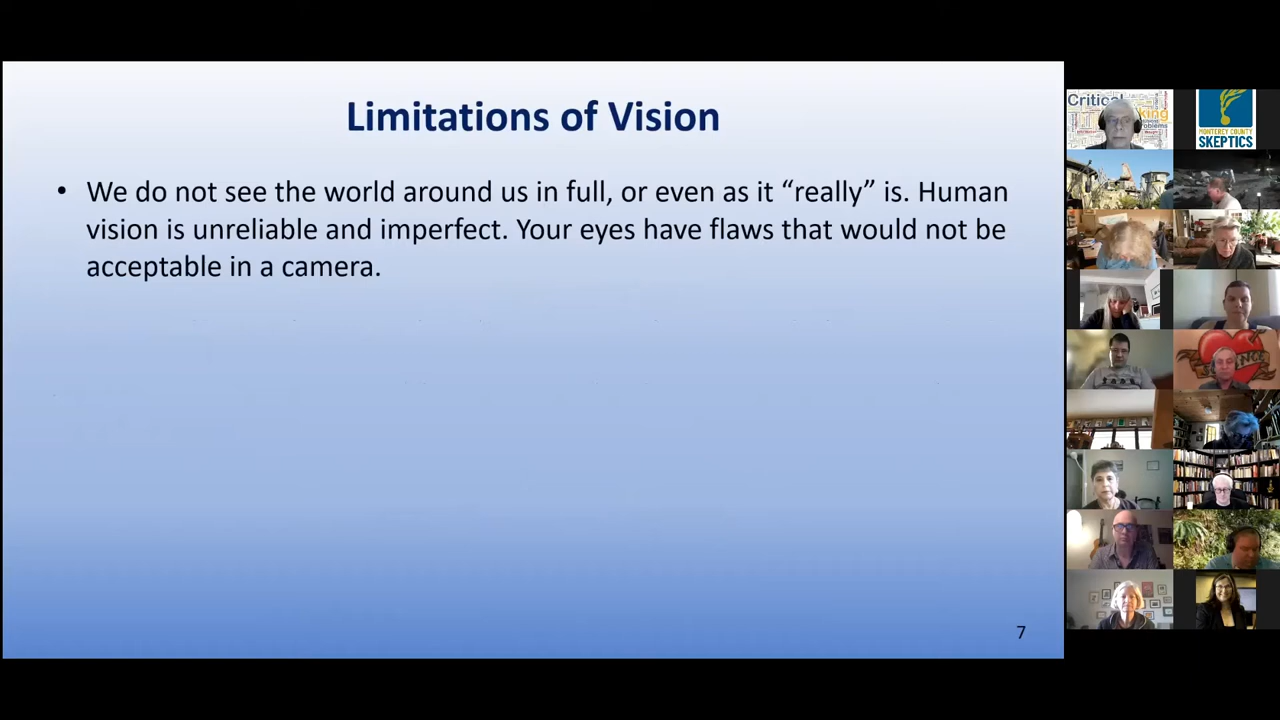 Limitations of Vision
• We do not see the world around us in full, or even as it “really” is. Human
vision is unreliable and imperfect. Your eyes have flaws that would not be
acceptable in a camera.
7
Critical
MONTEREY COUNTY
SKEPTICS